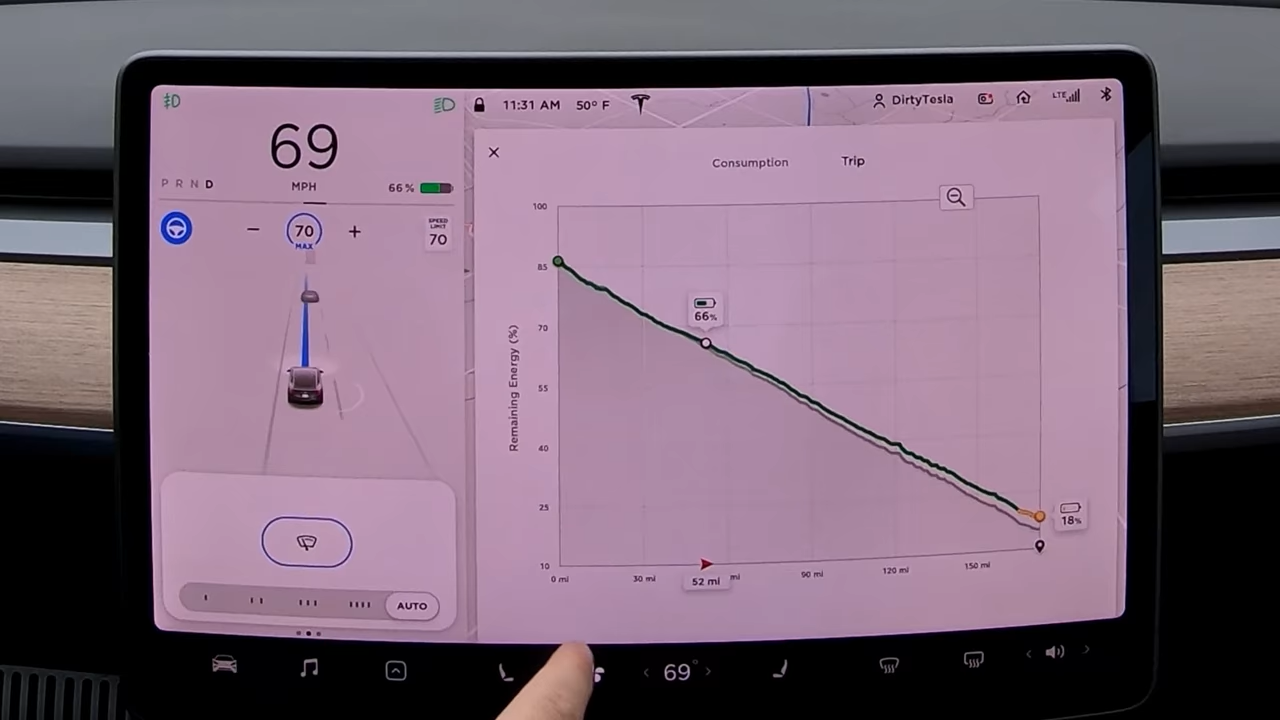 11:31 AM 50° F
DirtyTesla
LTE
69
P R N D
MPH
66%
70
MAX
SPEED
LIMIT
70
Consumption
Trip
100
85
70
55
40
25
10
Remaining Energy (%)
66%
18%
0 mi
30 mi
52 mi
mi
90 mi
120 mi
150 mi
AUTO
69°